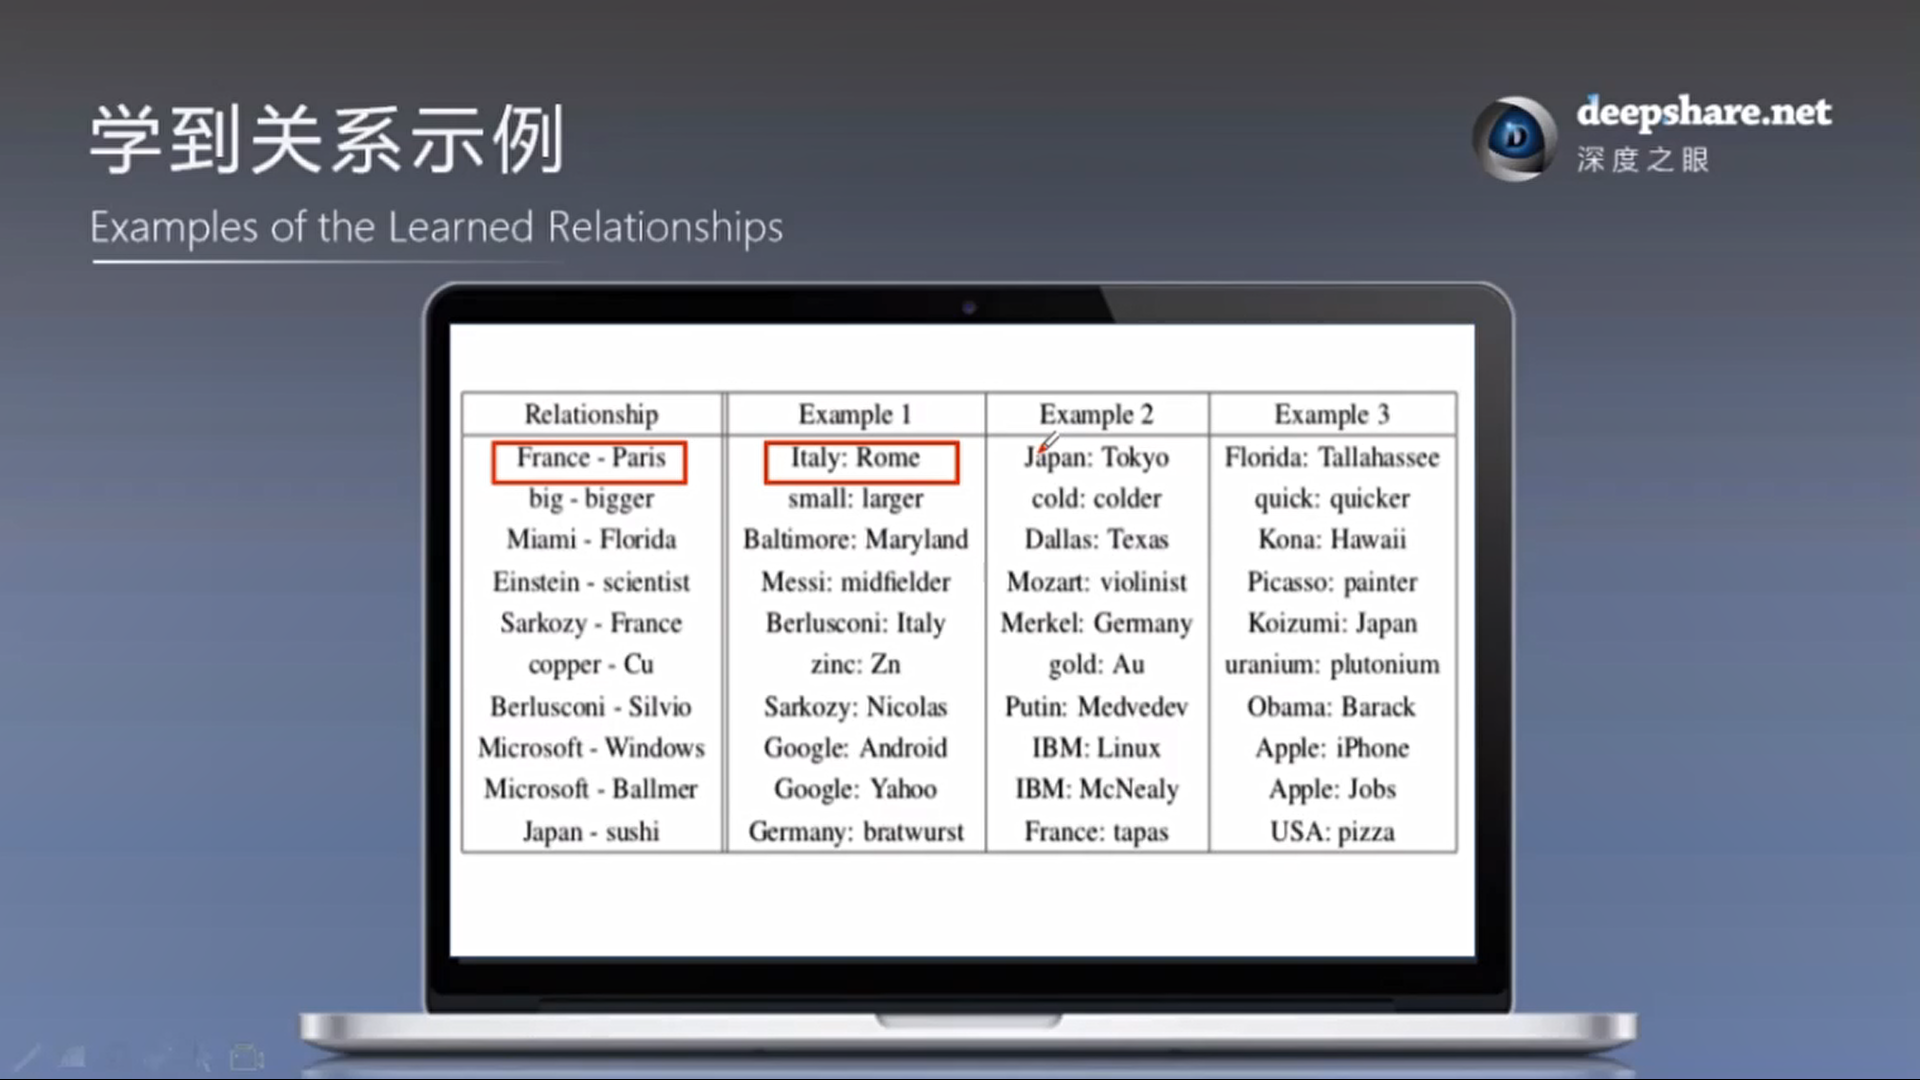 学到关系示例
Examples of the Learned Relationships
deepshare.net
深度之眼
Relationship Example 1 Example 2 Example 3
France - Paris Italy: Rome Japan: Tokyo Florida: Tallahassee
big - bigger small: larger cold: colder quick: quicker
Miami - Florida Baltimore: Maryland Dallas: Texas Kona: Hawaii
Einstein - scientist Messi: midfielder Mozart: violinist Picasso: painter
Sarkozy - France Berlusconi: Italy Merkel: Germany Koizumi: Japan
copper - Cu zinc: Zn gold: Au uranium: plutonium
Berlusconi - Silvio Sarkozy: Nicolas Putin: Medvedev Obama: Barack
Microsoft - Windows Google: Android IBM: Linux Apple: iPhone
Microsoft - Ballmer Google: Yahoo IBM: McNealy Apple: Jobs
Japan - sushi Germany: bratwurst France: tapas USA: pizza